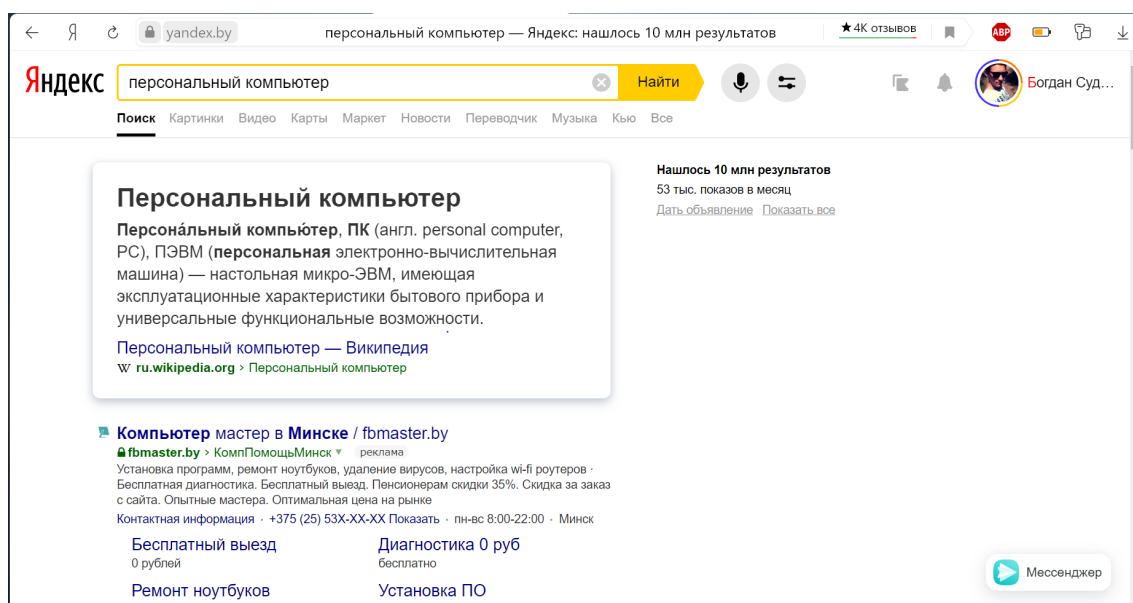 Я
yandex.by
персональный компьютер — Яндекс: нашлось 10 млн результатов
★4K отзывов
ABP
Яндекс
персональный компьютер
Найти
Богдан Суд...
Поиск Картинки Видео Карты Маркет Новости Переводчик Музыка Кью Все
Нашлось 10 млн результатов
53 тыс. показов в месяц
Дать объявление Показать все
Персональный компьютер
Персона́льный компью́тер, ПК (англ. personal computer,
PC), ПЭВМ (персональная электронно-вычислительная
машина) — настольная микро-ЭВМ, имеющая
эксплуатационные характеристики бытового прибора и
универсальные функциональные возможности.
Персональный компьютер — Википедия
W ru.wikipedia.org › Персональный компьютер
Компьютер мастер в Минске / fbmaster.by
fbmaster.by › КомпПомощьМинск ▼ реклама
Установка программ, ремонт ноутбуков, удаление вирусов, настройка wi-fi роутеров ·
Бесплатная диагностика. Бесплатный выезд. Пенсионерам скидки 35%. Скидка за заказ
с сайта. Опытные мастера. Оптимальная цена на рынке
Контактная информация · +375 (25) 53X-XX-XX Показать · пн-вс 8:00-22:00 · Минск
Бесплатный выезд
0 рублей
Диагностика 0 руб
бесплатно
Ремонт ноутбуков
Установка ПО
Мессенджер